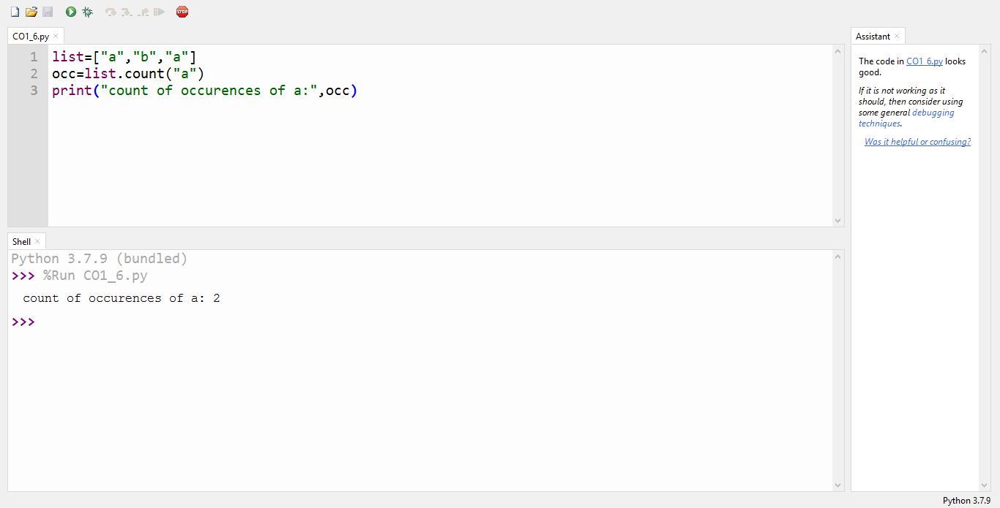 STOP
CO1_6.py ×
1 list=["a","b","a"]
2 occ=list.count("a")
3 print("count of occurences of a:",occ)
Shell ×
Python 3.7.9 (bundled)
>>> %Run CO1_6.py
count of occurences of a: 2
>>>
Assistant ×
The code in CO1_6.py looks
good.
If it is not working as it
should, then consider using
some general debugging
techniques.
Was it helpful or confusing?
Python 3.7.9